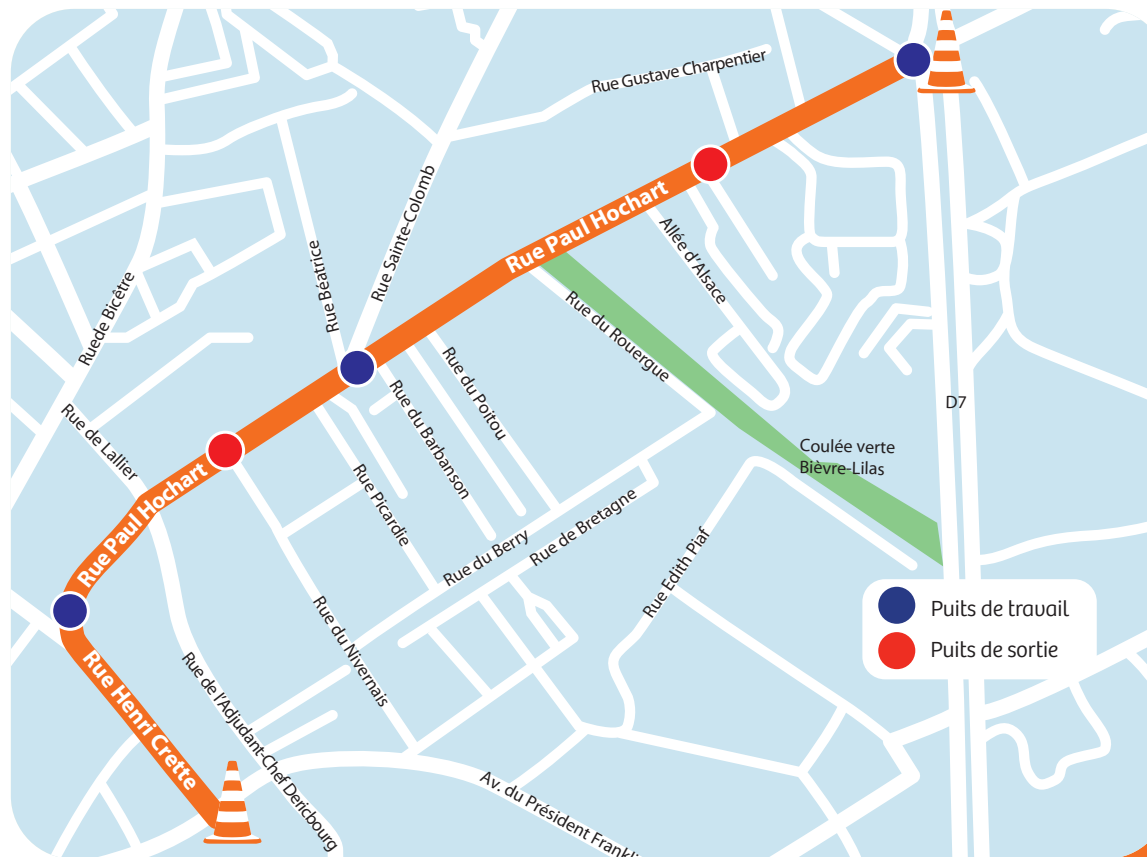 Rue Gustave Charpentier
Rue Sainte-Colomb
Rue Paul Hochart
Allée d'Alsace
Rue Béatrice
Ruede Bicêtre
Rue du Rouergue
Rue du Poitou
Rue du Barbanson
D7
Rue de Lallier
Coulée verte
Bièvre-Lilas
Rue Paul Hochart
Rue Picardie
Rue du Berry
Rue de Bretagne
Rue Edith Piaf
Puits de travail
Puits de sortie
Rue du Nivernais
Rue Henri Crette
Rue de l'Adjudant-Chef Dericbourg
Av. du Président Frankli